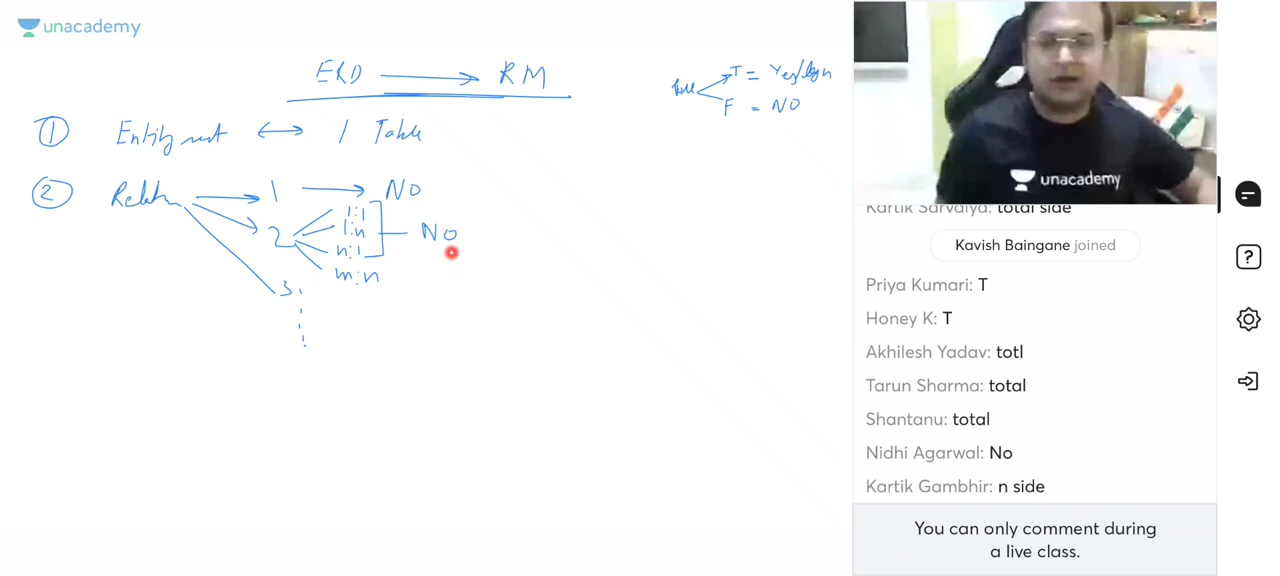 unacademy
ERD → RM
① Entity set ↔ 1 Table
T = Yes/
F = NO
② Relation → 1 → NO
2
1:1
1:n
n:1
NO
m:n
3
unacademy
Kartik Sarvaiya: total side
Kavish Baingane joined
Priya Kumari: T
Honey K: T
Akhilesh Yadav: totl
Tarun Sharma: total
Shantanu: total
Nidhi Agarwal: No
Kartik Gambhir: n side
You can only comment during
a live class.